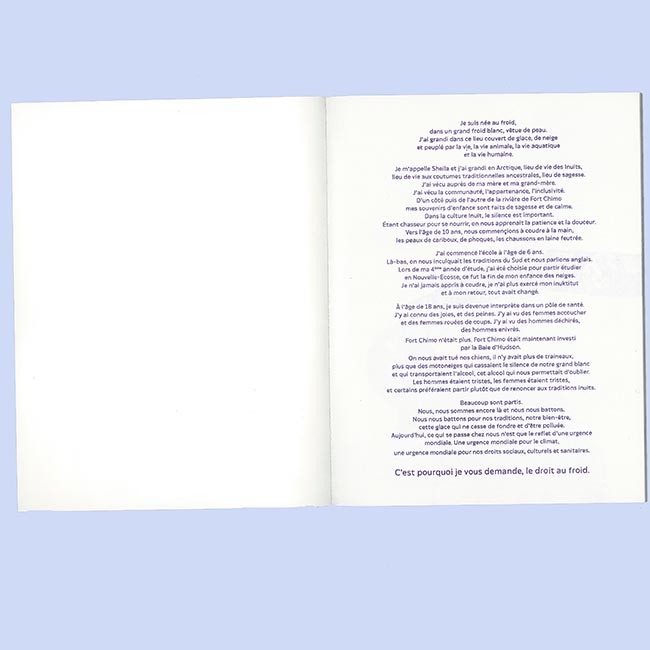 Je suis née au froid,
dans un grand froid blanc, vêtue de peau.
J'ai grandi dans ce lieu couvert de glace, de neige
et peuplé par la vie, la vie animale, la vie aquatique
et la vie humaine.
Je m'appelle Sheila et j'ai grandi en Arctique, lieu de vie des Inuits,
lieu de vie aux coutumes traditionnelles ancestrales, lieu de sagesse.
J'ai vécu auprès de ma mère et ma grand-mère.
J'ai vécu la communauté, l'appartenance, l'inclusivité.
D'un côté puis de l'autre de la rivière de Fort Chimo
mes souvenirs d'enfance sont faits de sagesse et de calme.
Dans la culture Inuit, le silence est important.
Étant chasseur pour se nourrir, on nous apprenait la patience et la douceur.
Vers l'âge de 10 ans, nous commençions à coudre à la main,
les peaux de caribous, de phoques, les chaussons en laine feutrée.
J'ai commencé l'école à l'âge de 6 ans.
Là-bas, on nous inculquait les traditions du Sud et nous parlions anglais.
Lors de ma 4ème année d'étude, j'ai été choisie pour partir étudier
en Nouvelle-Ecosse, ce fut la fin de mon enfance des neiges.
Je n'ai jamais appris à coudre, je n'ai plus exercé mon inuktitut
et à mon retour, tout avait changé.
À l'âge de 18 ans, je suis devenue interprète dans un pôle de santé.
J'y ai connu des joies, et des peines. J'y ai vu des femmes accoucher
et des femmes rouées de coups. J'y ai vu des hommes déchirés,
des hommes enivrés.
Fort Chimo n'était plus. Fort Chimo était maintenant investi
par la Baie d'Hudson.
On nous avait tué nos chiens, il n'y avait plus de traineaux,
plus que des motoneiges qui cassaient le silence de notre grand blanc
et qui transportaient l'alcool, cet alcool qui nous permettait d'oublier.
Les hommes étaient tristes, les femmes étaient tristes,
et certains préféraient partir plutôt que de renoncer aux traditions inuits.
Beaucoup sont partis.
Nous, nous sommes encore là et nous nous battons.
Nous nous battons pour nos traditions, notre bien-être,
cette glace qui ne cesse de fondre et d'être polluée.
Aujourd'hui, ce qui se passe chez nous n'est que le reflet d'une urgence
mondiale. Une urgence mondiale pour le climat,
une urgence mondiale pour nos droits sociaux, culturels et sanitaires.
C'est pourquoi je vous demande, le droit au froid.